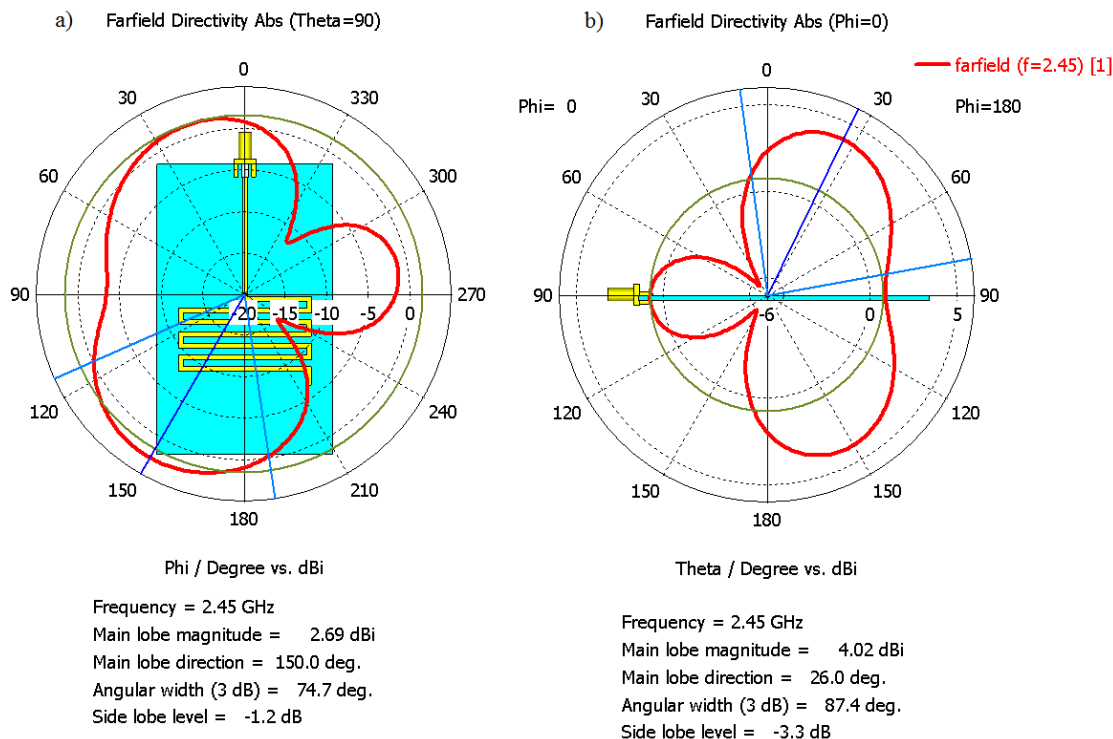 a) Farfield Directivity Abs (Theta=90)
0
30 330
60 300
90 -20 -15 -10 -5 0 270
120 240
150 210
180
Phi / Degree vs. dBi
Frequency = 2.45 GHz
Main lobe magnitude = 2.69 dBi
Main lobe direction = 150.0 deg.
Angular width (3 dB) = 74.7 deg.
Side lobe level = -1.2 dB
b) Farfield Directivity Abs (Phi=0)
farfield (f=2.45) [1]
0
Phi= 0 30 30 Phi=180
60 60
90 -6 0 5 90
120 120
150 150
180
Theta / Degree vs. dBi
Frequency = 2.45 GHz
Main lobe magnitude = 4.02 dBi
Main lobe direction = 26.0 deg.
Angular width (3 dB) = 87.4 deg.
Side lobe level = -3.3 dB